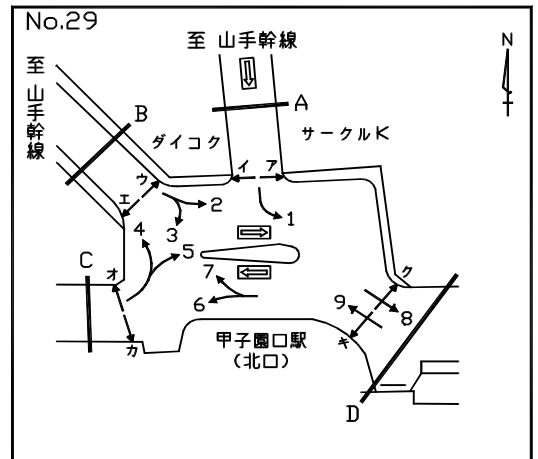 No.29
至 山手幹線
N
至 山手幹線
B
A
ダイコク
サークルK
イ ア
ウ
エ
2
3
1
4
5
C
オ
7
6
ク
9
8
カ
キ
甲子園口駅
(北口)
D